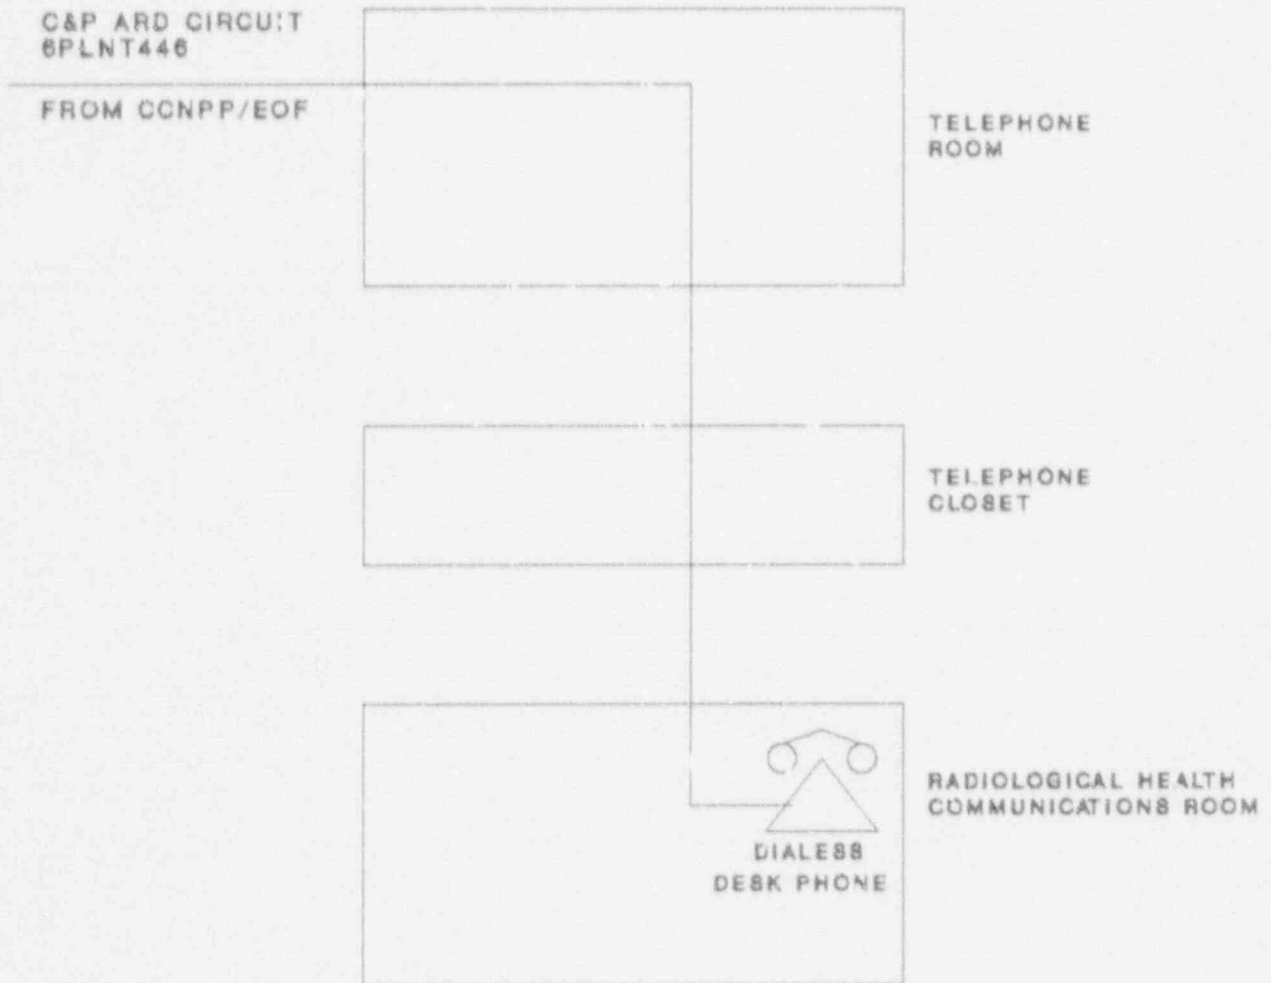 C&P ARD CIRCUIT
6PLNT446
FROM CCNPP/EOF
TELEPHONE
ROOM
TELEPHONE
CLOSET
RADIOLOGICAL HEALTH
COMMUNICATIONS ROOM
DIALESS
DESK PHONE